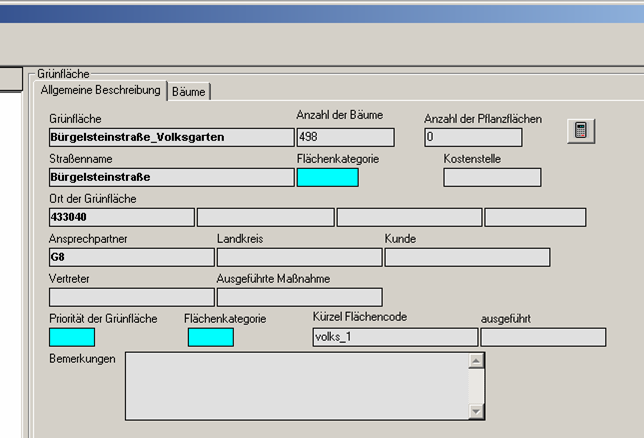 Grünfläche
Allgemeine Beschreibung Bäume
Grünfläche Anzahl der Bäume Anzahl der Pflanzflächen
Bürgelsteinstraße_Volksgarten 498 0
Straßenname Flächenkategorie Kostenstelle
Bürgelsteinstraße
Ort der Grünfläche
433040
Ansprechpartner Landkreis Kunde
G8
Vertreter Ausgeführte Maßnahme
Priorität der Grünfläche Flächenkategorie Kürzel Flächencode ausgeführt
volks_1
Bemerkungen